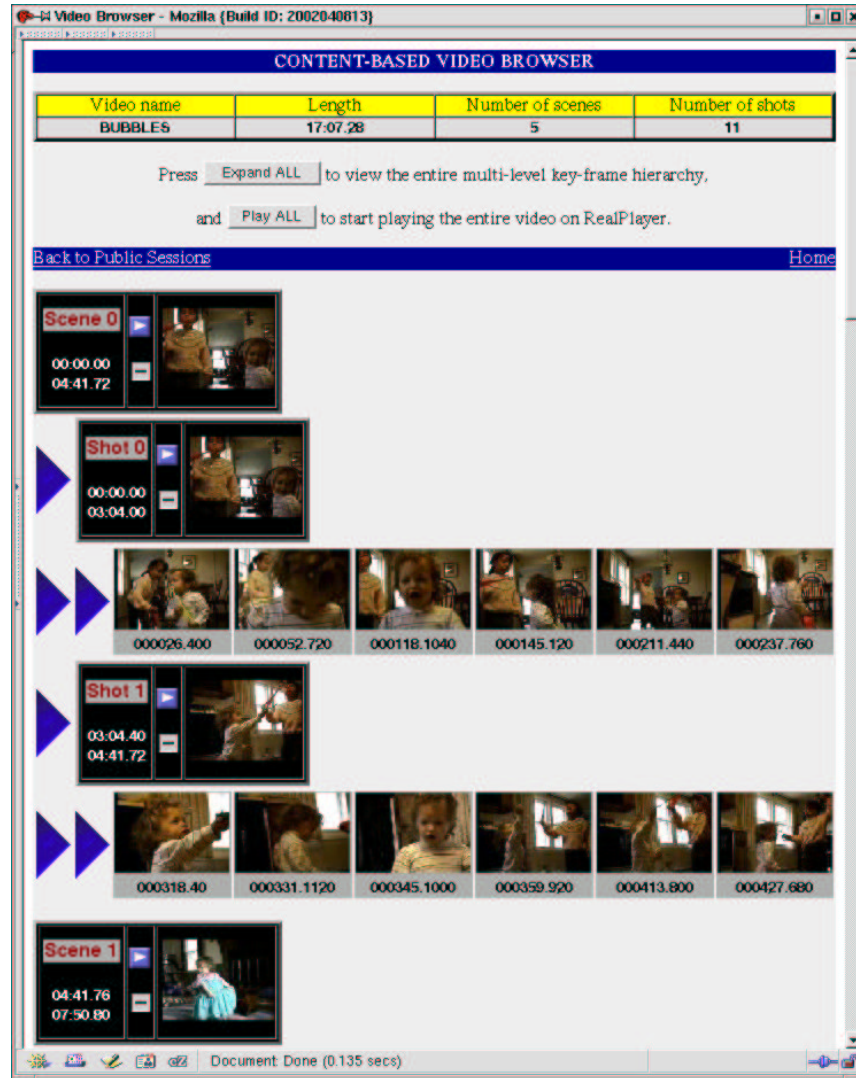 Video Browser - Mozilla {Build ID: 2002040813}
CONTENT-BASED VIDEO BROWSER
Video name Length Number of scenes Number of shots
BUBBLES 17:07.28 5 11
Press Expand ALL to view the entire multi-level key-frame hierarchy,
and Play ALL to start playing the entire video on RealPlayer.
Back to Public Sessions Home
Scene 0
00:00.00
04:41.72
Shot 0
00:00.00
03:04.00
000026.400 000052.720 000118.1040 000145.120 000211.440 000237.760
Shot 1
03:04.40
04:41.72
000318.40 000331.1120 000345.1000 000359.920 000413.800 000427.680
Scene 1
04:41.76
07:50.80
Document: Done (0.135 secs)